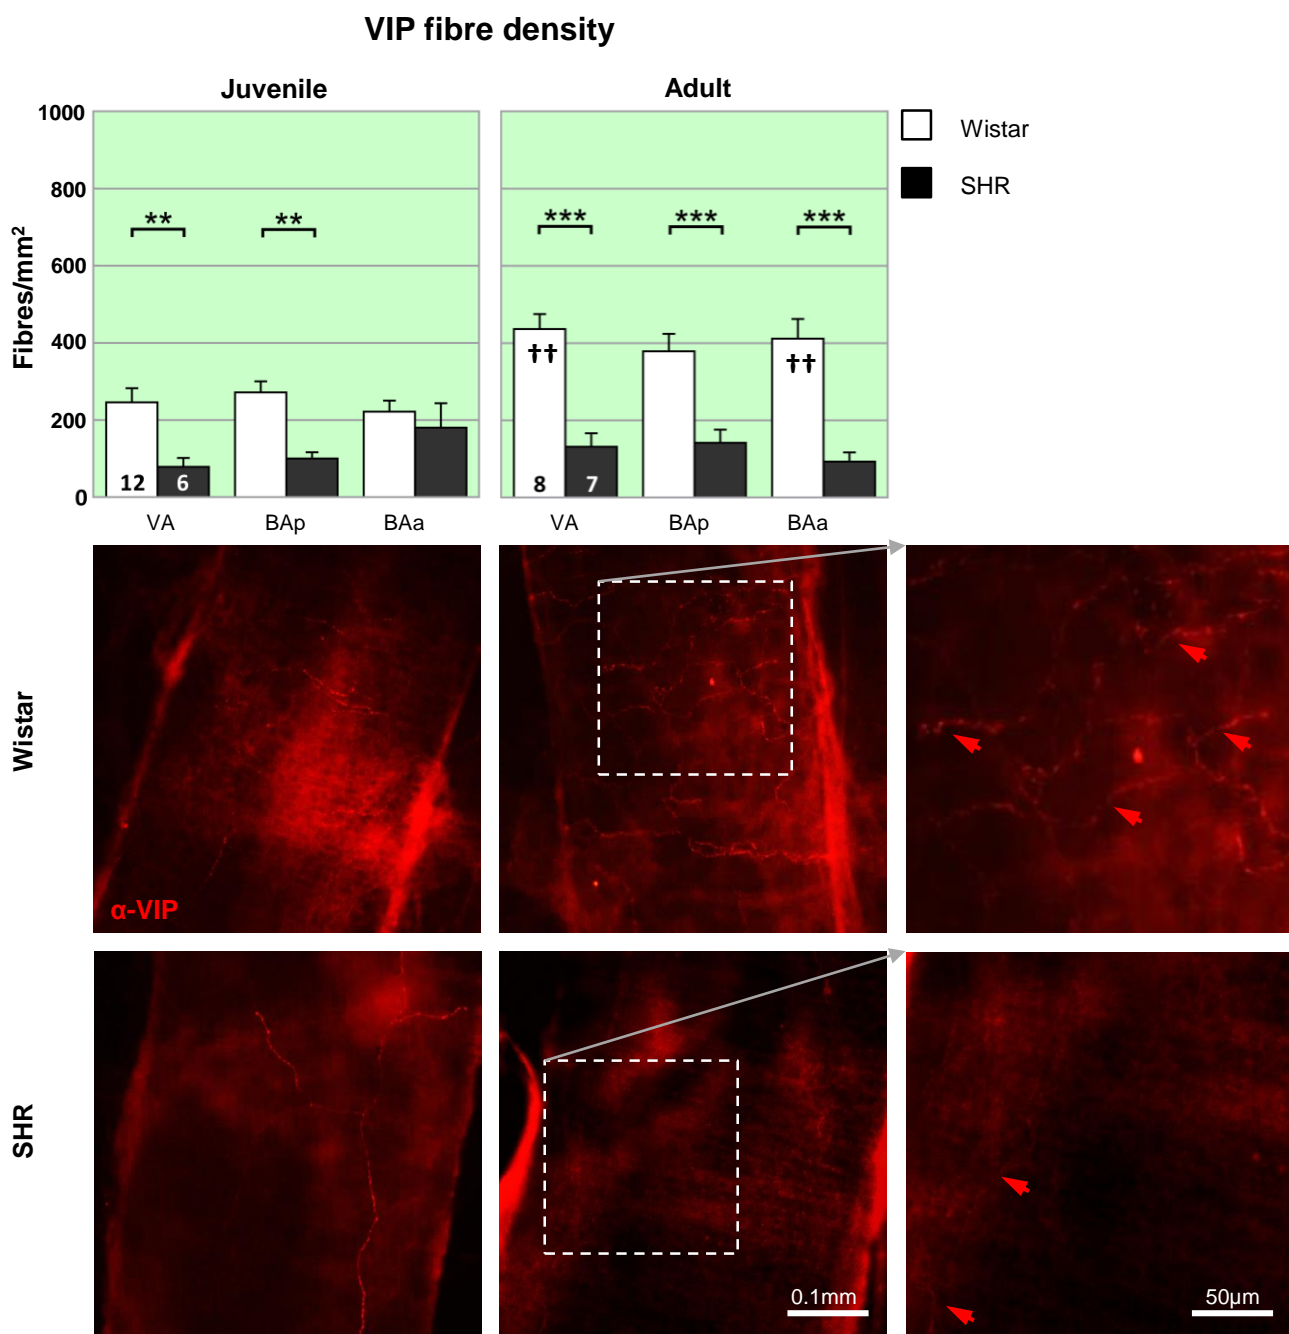 VIP fibre density
Juvenile
Adult
Wistar
SHR
Fibres/mm²
1000
800
600
400
200
0
** **
*** *** ***
†† ††
12 6
8 7
VA BAp BAa
VA BAp BAa
Wistar
α-VIP
SHR
0.1mm
50µm